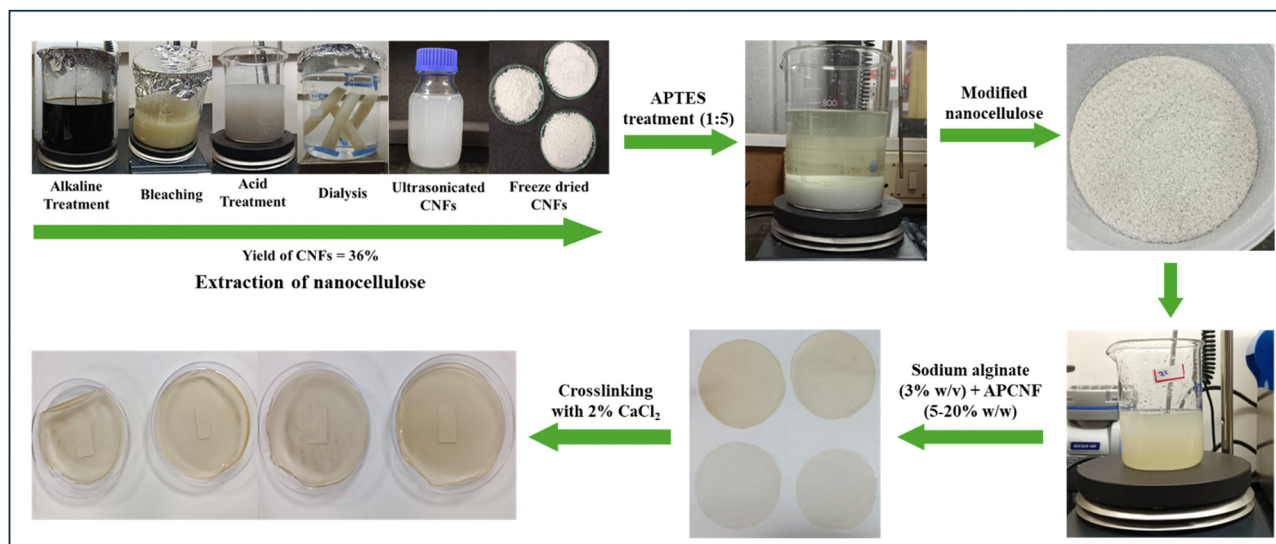 Alkaline
Treatment
Bleaching
Acid
Treatment
Dialysis
Ultrasonicated
CNFs
Freeze dried
CNFs
Yield of CNFs = 36%
Extraction of nanocellulose
APTES
treatment (1:5)
800
Modified
nanocellulose
Sodium alginate
(3% w/v) + APCNF
(5-20% w/w)
Crosslinking
with 2% CaCl₂